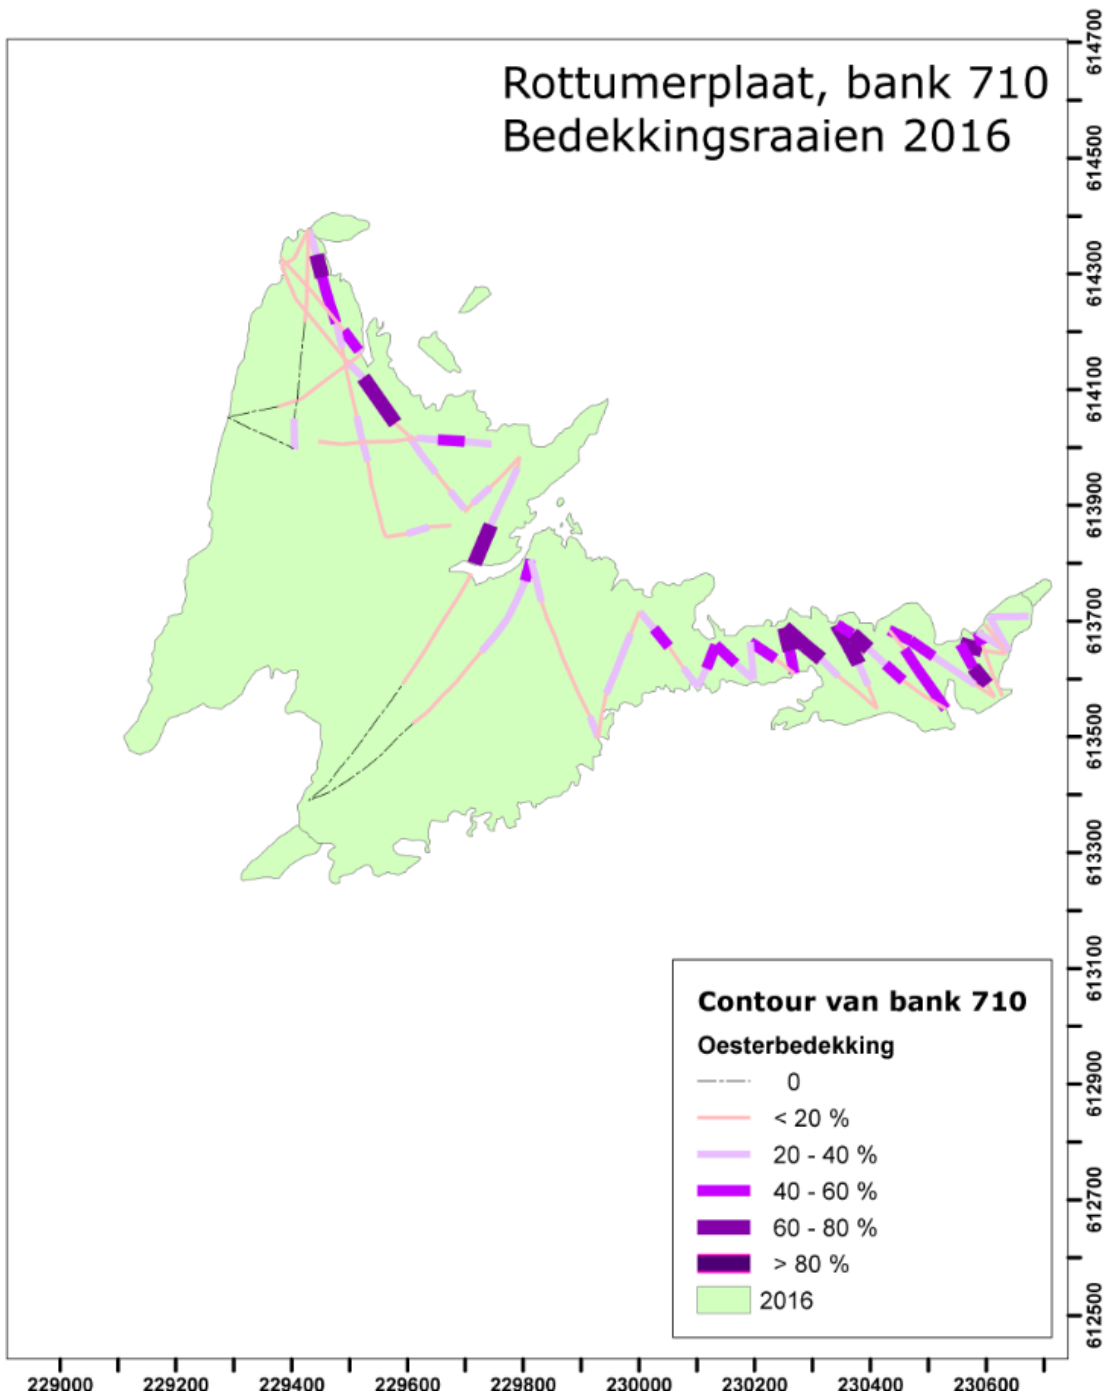 Rottumerplaat, bank 710
Bedekkingsraaien 2016
614700
614500
614300
614100
613900
613700
613500
613300
613100
612900
612700
612500
Contour van bank 710
Oesterbedekking
0
< 20 %
20 - 40 %
40 - 60 %
60 - 80 %
> 80 %
2016
229000 229200 229400 229600 229800 230000 230200 230400 230600